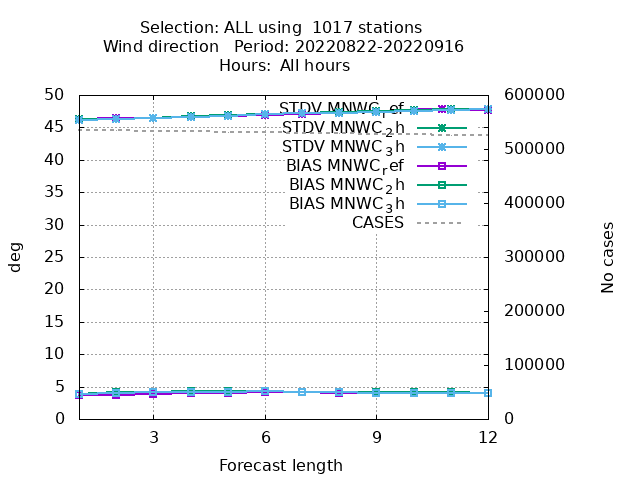 Selection: ALL using  1017 stations
Wind direction   Period: 20220822-20220916
Hours:  All hours
50 600000
45 500000
40 400000
35 300000
30 200000
25 100000
20 0
15
10
5
0
3 6 9 12
deg
No cases
Forecast length
STDV MNWC_ref
STDV MNWC_2h
STDV MNWC_3h
BIAS MNWC_ref
BIAS MNWC_2h
BIAS MNWC_3h
CASES